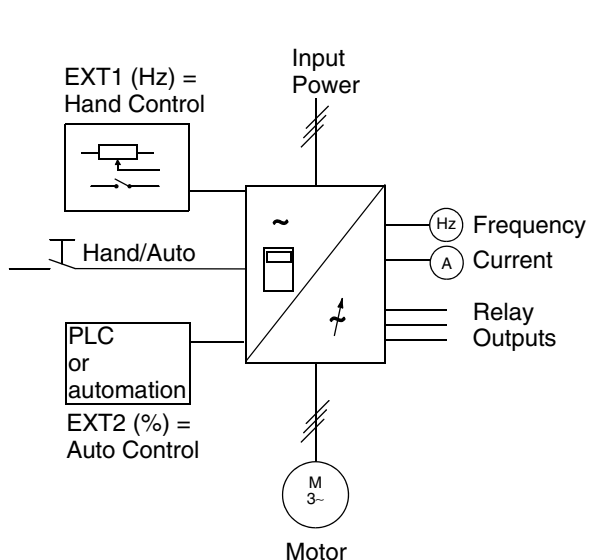 Input
Power
EXT1 (Hz) =
Hand Control
~
Hz Frequency
Hand/Auto
A Current
~
Relay
Outputs
PLC
or
automation
EXT2 (%) =
Auto Control
M
3~
Motor